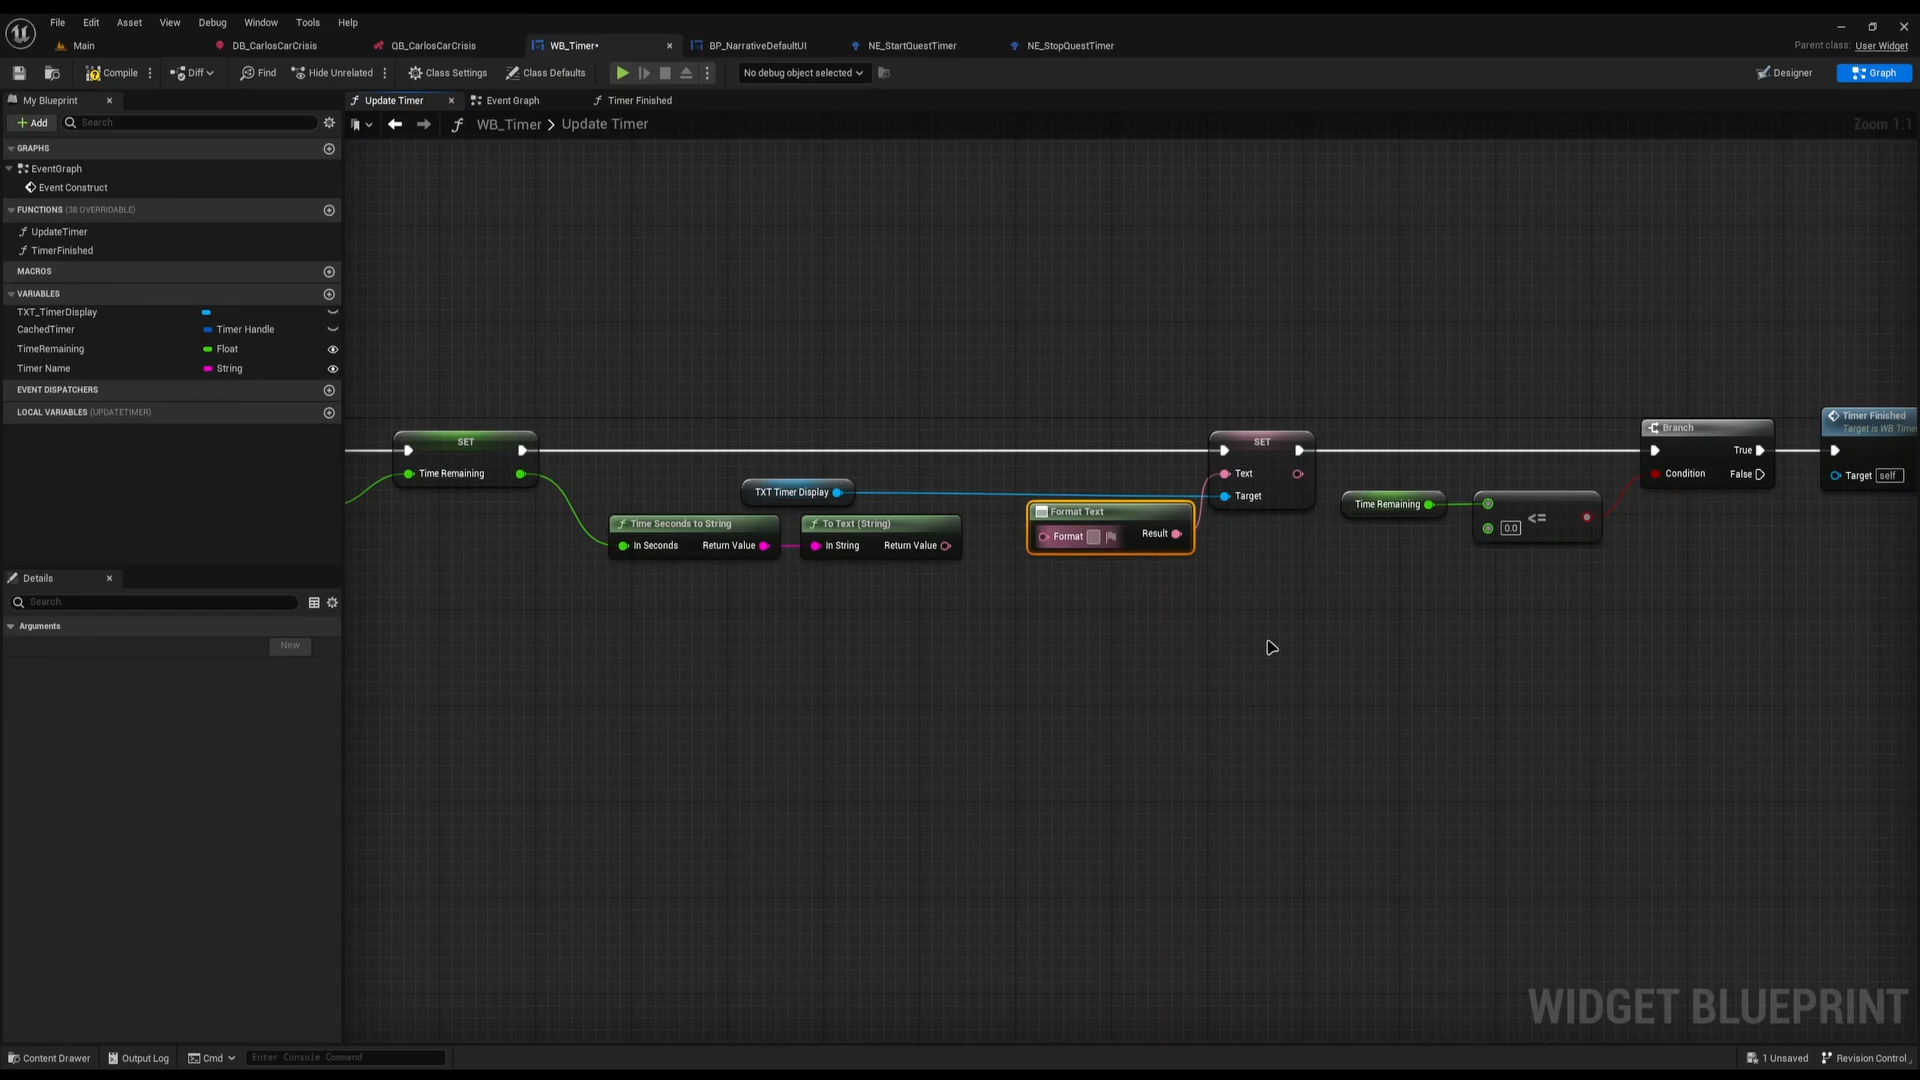 File Edit Asset View Debug Window Tools Help
Main DB_CarlosCarCrisis QB_CarlosCarCrisis WB_Timer* BP_NarrativeDefaultUI NE_StartQuestTimer NE_StopQuestTimer Parent class: User Widget
Compile Diff Find Hide Unrelated Class Settings Class Defaults No debug object selected Designer Graph
My Blueprint Update Timer Event Graph Timer Finished
Add Search WB_Timer > Update Timer Zoom 1:1
GRAPHS
EventGraph
Event Construct
FUNCTIONS (38 OVERRIDABLE)
UpdateTimer
TimerFinished
MACROS
VARIABLES
TXT_TimerDisplay
CachedTimer Timer Handle
TimeRemaining Float
Timer Name String
EVENT DISPATCHERS
LOCAL VARIABLES (UPDATETIMER)
Details
Search
Arguments
New
SET
Time Remaining
TXT Timer Display
Time Seconds to String
In Seconds Return Value
To Text (String)
In String Return Value
Format Text
Format Result
SET
Text
Target
Time Remaining
0.0 <=
Branch
True
Condition False
Timer Finished
Target is WB Time
Target self
WIDGET BLUEPRINT
Content Drawer Output Log Cmd Enter Console Command 1 Unsaved Revision Control